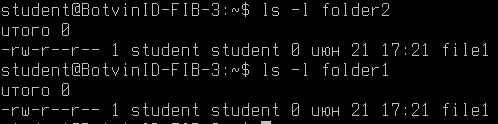 student@BotvinID-FIB-3:~$ ls -l folder2
итого 0
-rw-r--r-- 1 student student 0 июн 21 17:21 file1
student@BotvinID-FIB-3:~$ ls -l folder1
итого 0
-rw-r--r-- 1 student student 0 июн 21 17:21 file1